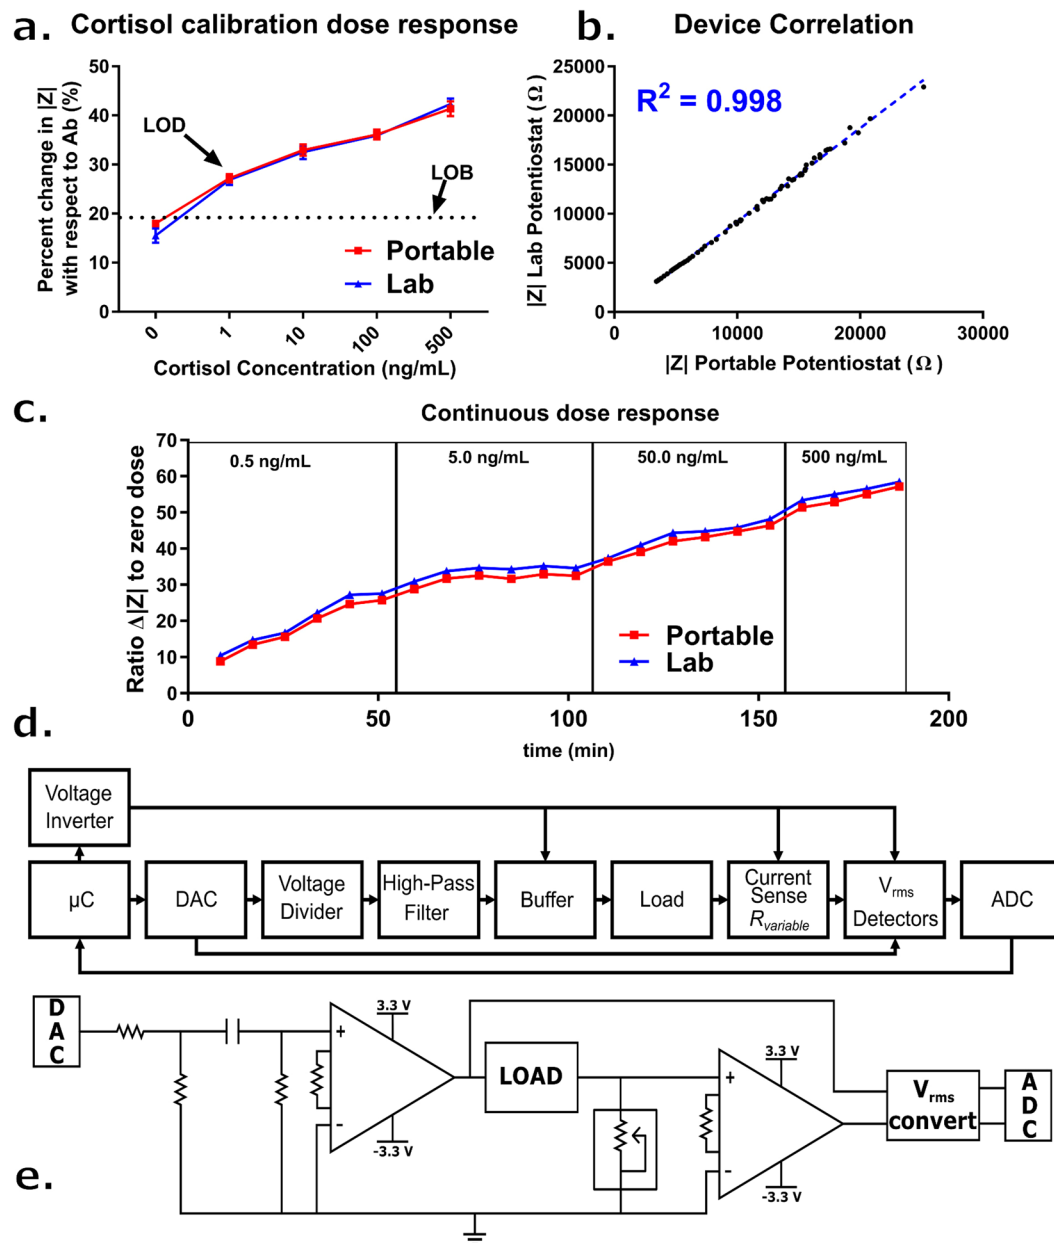 a.
Cortisol calibration dose response
Percent change in |Z|
with respect to Ab (%)
50
40
30
20
10
0
LOD
LOB
Portable
Lab
0
1
10
100
500
Cortisol Concentration (ng/mL)
b.
Device Correlation
|Z| Lab Potentiostat (Ω)
25000
20000
15000
10000
5000
0
R² = 0.998
0
10000
20000
30000
|Z| Portable Potentiostat (Ω)
c.
Continuous dose response
Ratio Δ|Z| to zero dose
70
60
50
40
30
20
10
0
0.5 ng/mL
5.0 ng/mL
50.0 ng/mL
500 ng/mL
Portable
Lab
0
50
100
150
200
time (min)
d.
Voltage
Inverter
µC
DAC
Voltage
Divider
High-Pass
Filter
Buffer
Load
Current
Sense
Rvariable
Vrms
Detectors
ADC
e.
D
A
C
3.3 V
+
-
-3.3 V
LOAD
3.3 V
+
-
-3.3 V
Vrms
convert
A
D
C